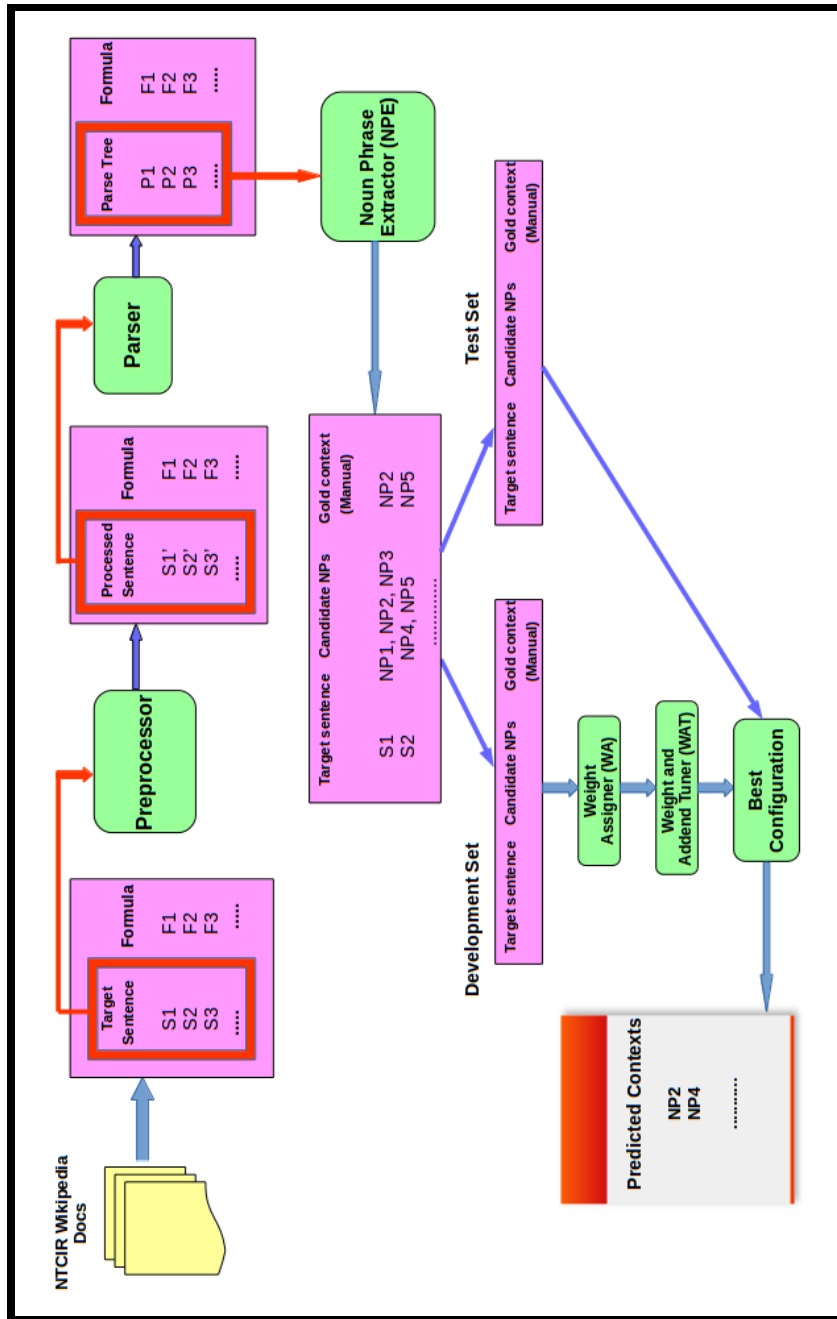 NTCIR Wikipedia
Docs
Target
Sentence
Formula
S1
F1
S2
F2
S3
F3
.....
.....
Preprocessor
Processed
Sentence
Formula
S1'
F1
S2'
F2
S3'
F3
.....
.....
Parser
Parse Tree
Formula
P1
F1
P2
F2
P3
F3
.....
.....
Noun Phrase
Extractor (NPE)
Target sentence
Candidate NPs
Gold context
(Manual)
S1
NP1, NP2, NP3
NP2
S2
NP4, NP5
NP5
..............
Development Set
Target sentence
Candidate NPs
Gold context
(Manual)
Test Set
Target sentence
Candidate NPs
Gold context
(Manual)
Weight
Assigner (WA)
Weight and
Addend Tuner (WAT)
Best
Configuration
Predicted Contexts
NP2
NP4
...........